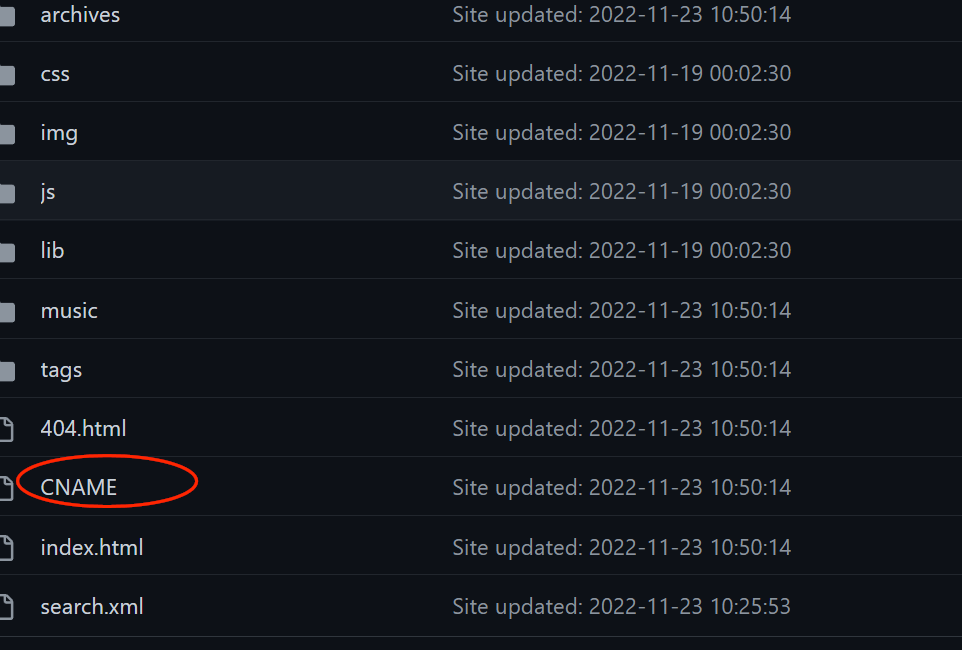 archives Site updated: 2022-11-23 10:50:14
css Site updated: 2022-11-19 00:02:30
img Site updated: 2022-11-19 00:02:30
js Site updated: 2022-11-19 00:02:30
lib Site updated: 2022-11-19 00:02:30
music Site updated: 2022-11-23 10:50:14
tags Site updated: 2022-11-23 10:50:14
404.html Site updated: 2022-11-23 10:50:14
CNAME Site updated: 2022-11-23 10:50:14
index.html Site updated: 2022-11-23 10:50:14
search.xml Site updated: 2022-11-23 10:25:53